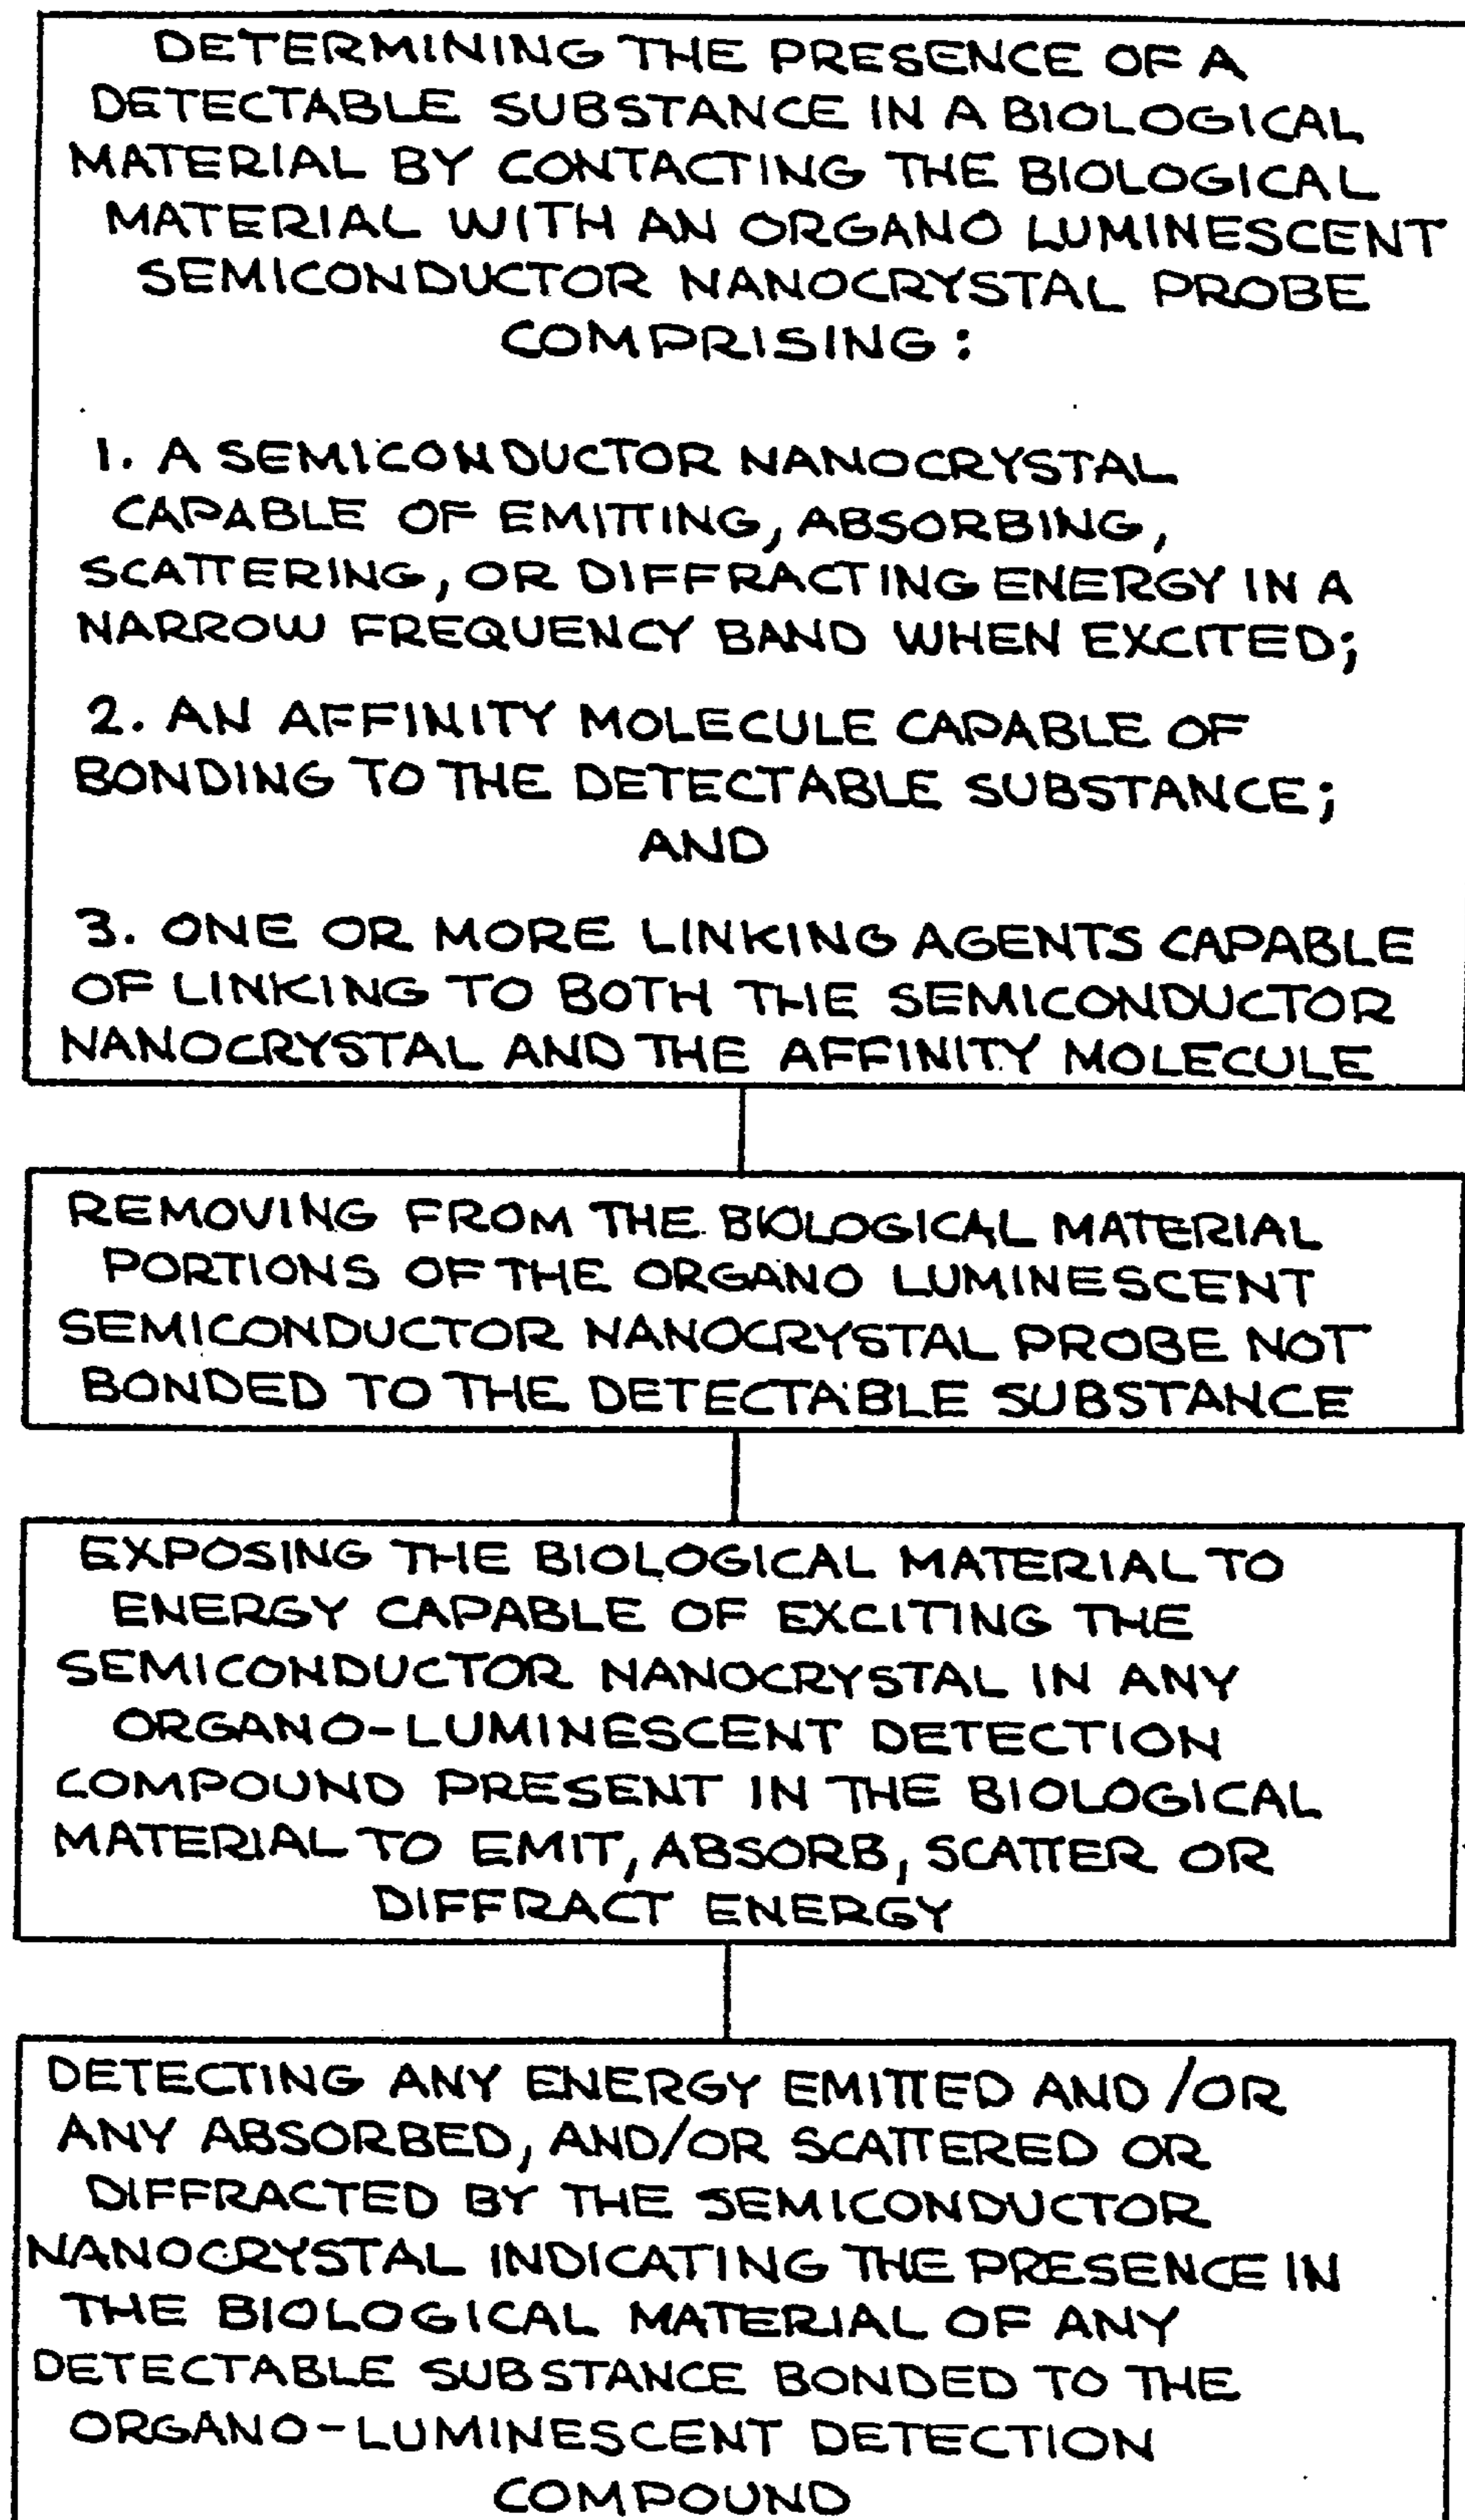 DETERMINING THE PRESENCE OF A
DETECTABLE SUBSTANCE IN A BIOLOGICAL
MATERIAL BY CONTACTING THE BIOLOGICAL
MATERIAL WITH AN ORGANO LUMINESCENT
SEMICONDUCTOR NANOCRYSTAL PROBE
COMPRISING:
1. A SEMICONDUCTOR NANOCRYSTAL
CAPABLE OF EMITTING, ABSORBING,
SCATTERING, OR DIFFRACTING ENERGY IN A
NARROW FREQUENCY BAND WHEN EXCITED;
2. AN AFFINITY MOLECULE CAPABLE OF
BONDING TO THE DETECTABLE SUBSTANCE;
AND
3. ONE OR MORE LINKING AGENTS CAPABLE
OF LINKING TO BOTH THE SEMICONDUCTOR
NANOCRYSTAL AND THE AFFINITY MOLECULE
REMOVING FROM THE BIOLOGICAL MATERIAL
PORTIONS OF THE ORGANO LUMINESCENT
SEMICONDUCTOR NANOCRYSTAL PROBE NOT
BONDED TO THE DETECTABLE SUBSTANCE
EXPOSING THE BIOLOGICAL MATERIAL TO
ENERGY CAPABLE OF EXCITING THE
SEMICONDUCTOR NANOCRYSTAL IN ANY
ORGANO-LUMINESCENT DETECTION
COMPOUND PRESENT IN THE BIOLOGICAL
MATERIAL TO EMIT, ABSORB, SCATTER OR
DIFFRACT ENERGY
DETECTING ANY ENERGY EMITTED AND/OR
ANY ABSORBED, AND/OR SCATTERED OR
DIFFRACTED BY THE SEMICONDUCTOR
NANOCRYSTAL INDICATING THE PRESENCE IN
THE BIOLOGICAL MATERIAL OF ANY
DETECTABLE SUBSTANCE BONDED TO THE
ORGANO-LUMINESCENT DETECTION
COMPOUND